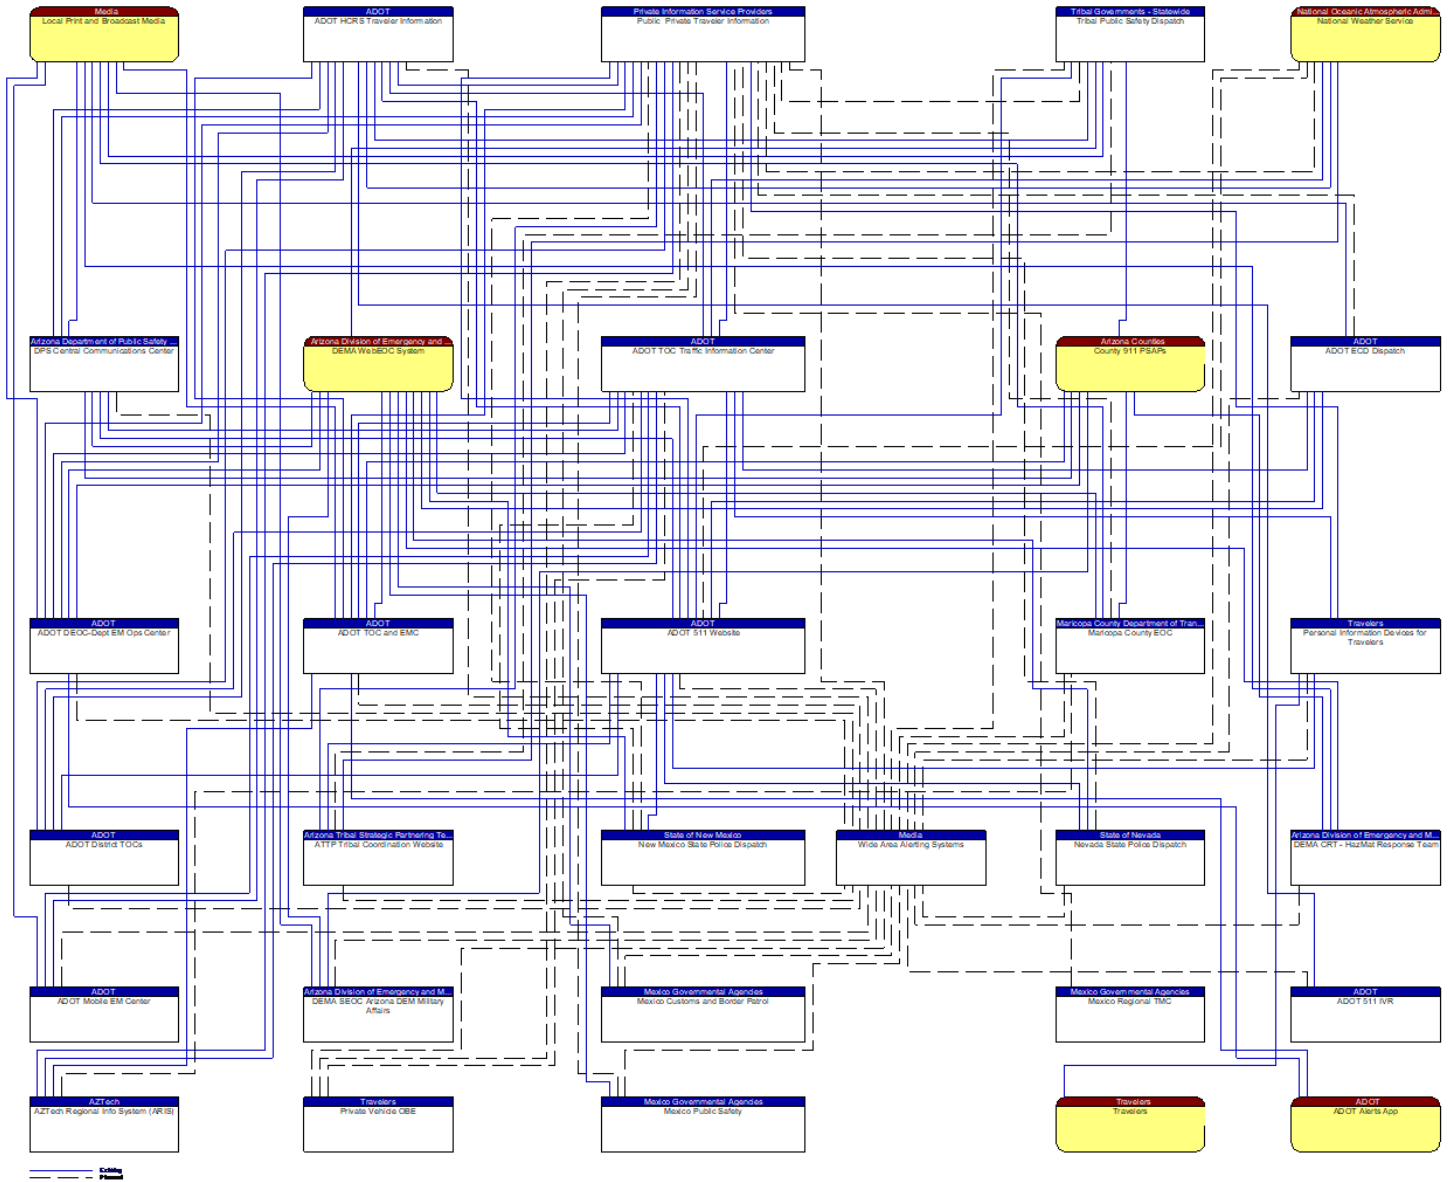 Media
Local Print and Broadcast Media
ADOT
ADOT HCRS Traveler Information
Private Information Service Providers
Public Private Traveler Information
Tribal Governments - Statewide
Tribal Public Safety Dispatch
National Oceanic Atmospheric Admi...
National Weather Service
Arizona Department of Public Safety ...
DPS Central Communications Center
Arizona Division of Emergency and ...
DEMA WebEOC System
ADOT
ADOT TOC Traffic Information Center
Arizona Counties
County 911 PSAPs
ADOT
ADOT ECD Dispatch
ADOT
ADOT DEOC-Dept EM Ops Center
ADOT
ADOT TOC and EMC
ADOT
ADOT 511 Website
Maricopa County Department of Tran...
Maricopa County EOC
Travelers
Personal Information Devices for
Travelers
ADOT
ADOT District TOCs
Arizona Tribal Strategic Partnering Te...
ATTP Tribal Coordination Website
State of New Mexico
New Mexico State Police Dispatch
Media
Wide Area Alerting Systems
State of Nevada
Nevada State Police Dispatch
Arizona Division of Emergency and M...
DEMA CRT - HazMat Response Team
ADOT
ADOT Mobile EM Center
Arizona Division of Emergency and M...
DEMA SEOC Arizona DEM Military
Affairs
Mexico Governmental Agencies
Mexico Customs and Border Patrol
Mexico Governmental Agencies
Mexico Regional TMC
ADOT
ADOT 511 IVR
AZTech
AZTech Regional Info System (ARIS)
Travelers
Private Vehicle OBE
Mexico Governmental Agencies
Mexico Public Safety
Travelers
Travelers
ADOT
ADOT Alerts App
Existing
Planned